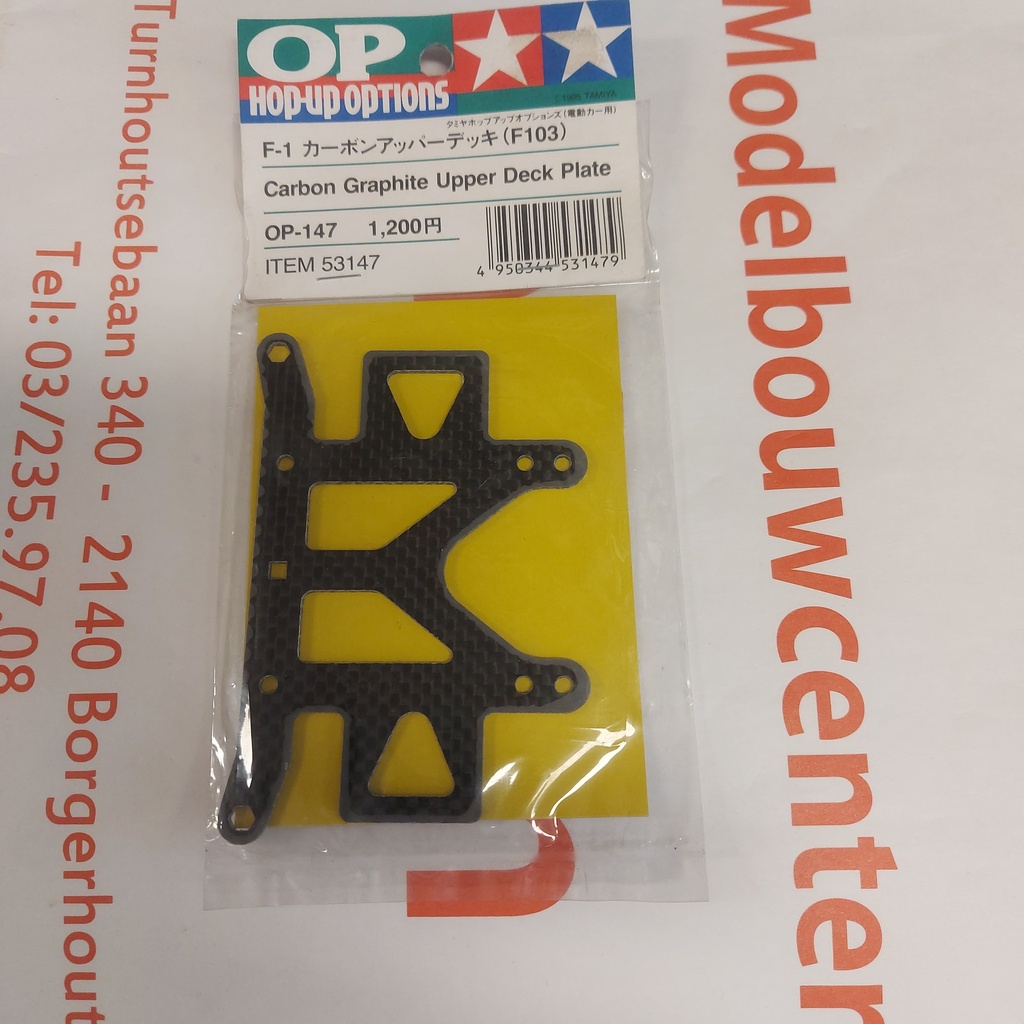 OP
HOP-UP OPTIONS
©1995 TAMIYA
タミヤホップアップオプションズ(電動カー用)
F-1 カーボンアッパーデッキ(F103)
Carbon Graphite Upper Deck Plate
OP-147 1,200円
ITEM 53147
4 950344 531479
Modelbouwcenter
Turnhoutsebaan 340 - 2140 Borgerhout
Tel: 03/235.97.08